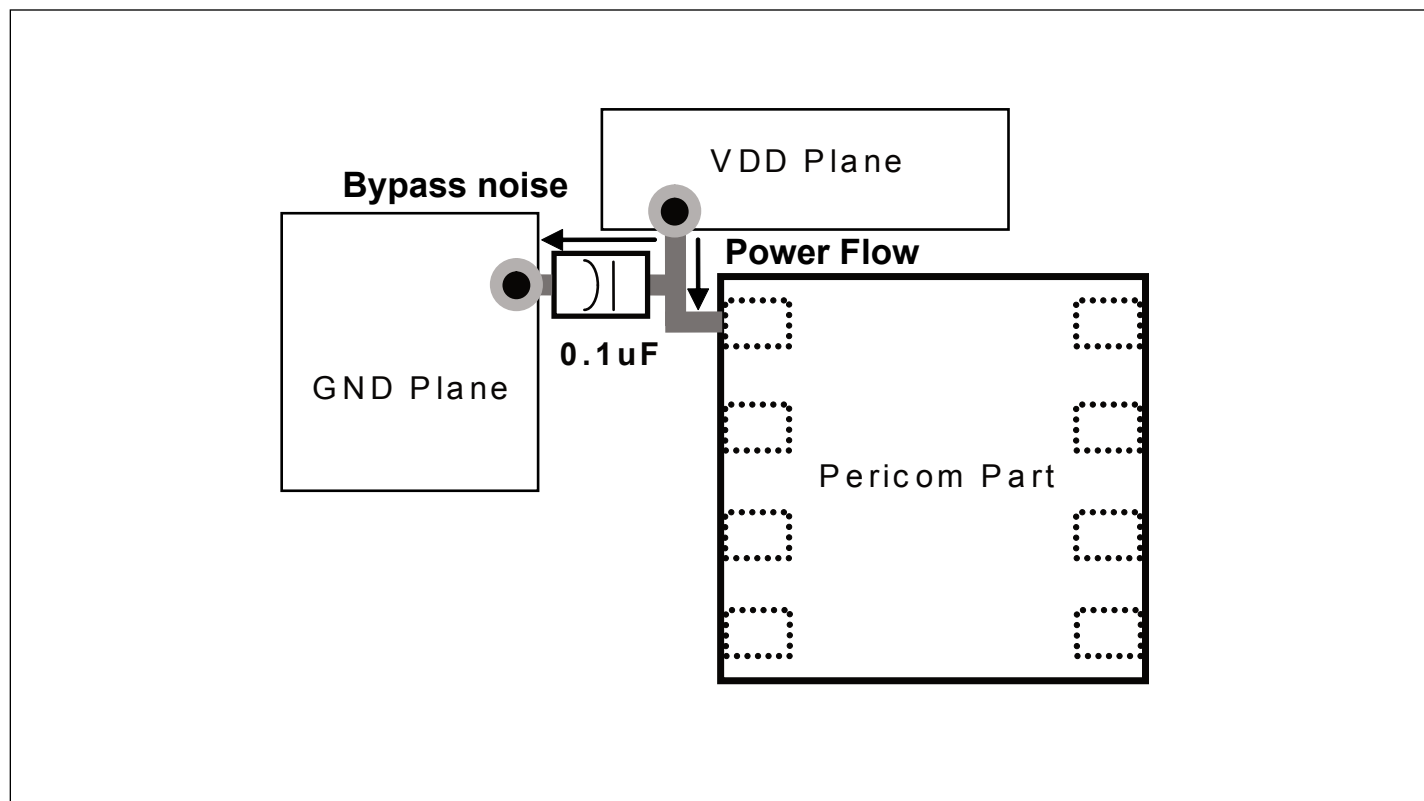 VDD Plane
Bypass noise
Power Flow
0.1uF
GND Plane
Pericom Part